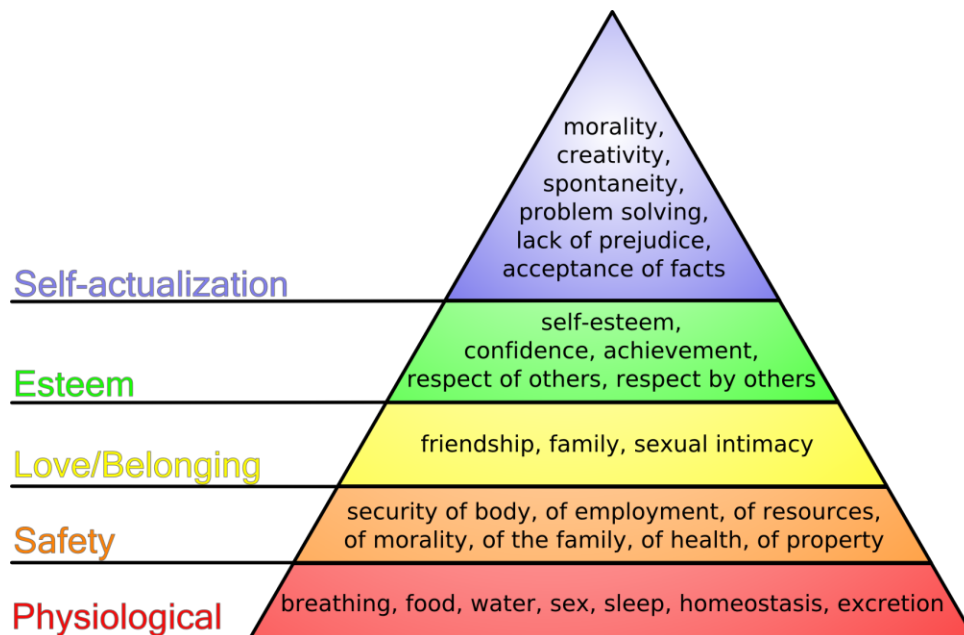 morality,
creativity,
spontaneity,
problem solving,
lack of prejudice,
acceptance of facts
Self-actualization
self-esteem,
confidence, achievement,
respect of others, respect by others
Esteem
friendship, family, sexual intimacy
Love/Belonging
security of body, of employment, of resources,
of morality, of the family, of health, of property
Safety
breathing, food, water, sex, sleep, homeostasis, excretion
Physiological